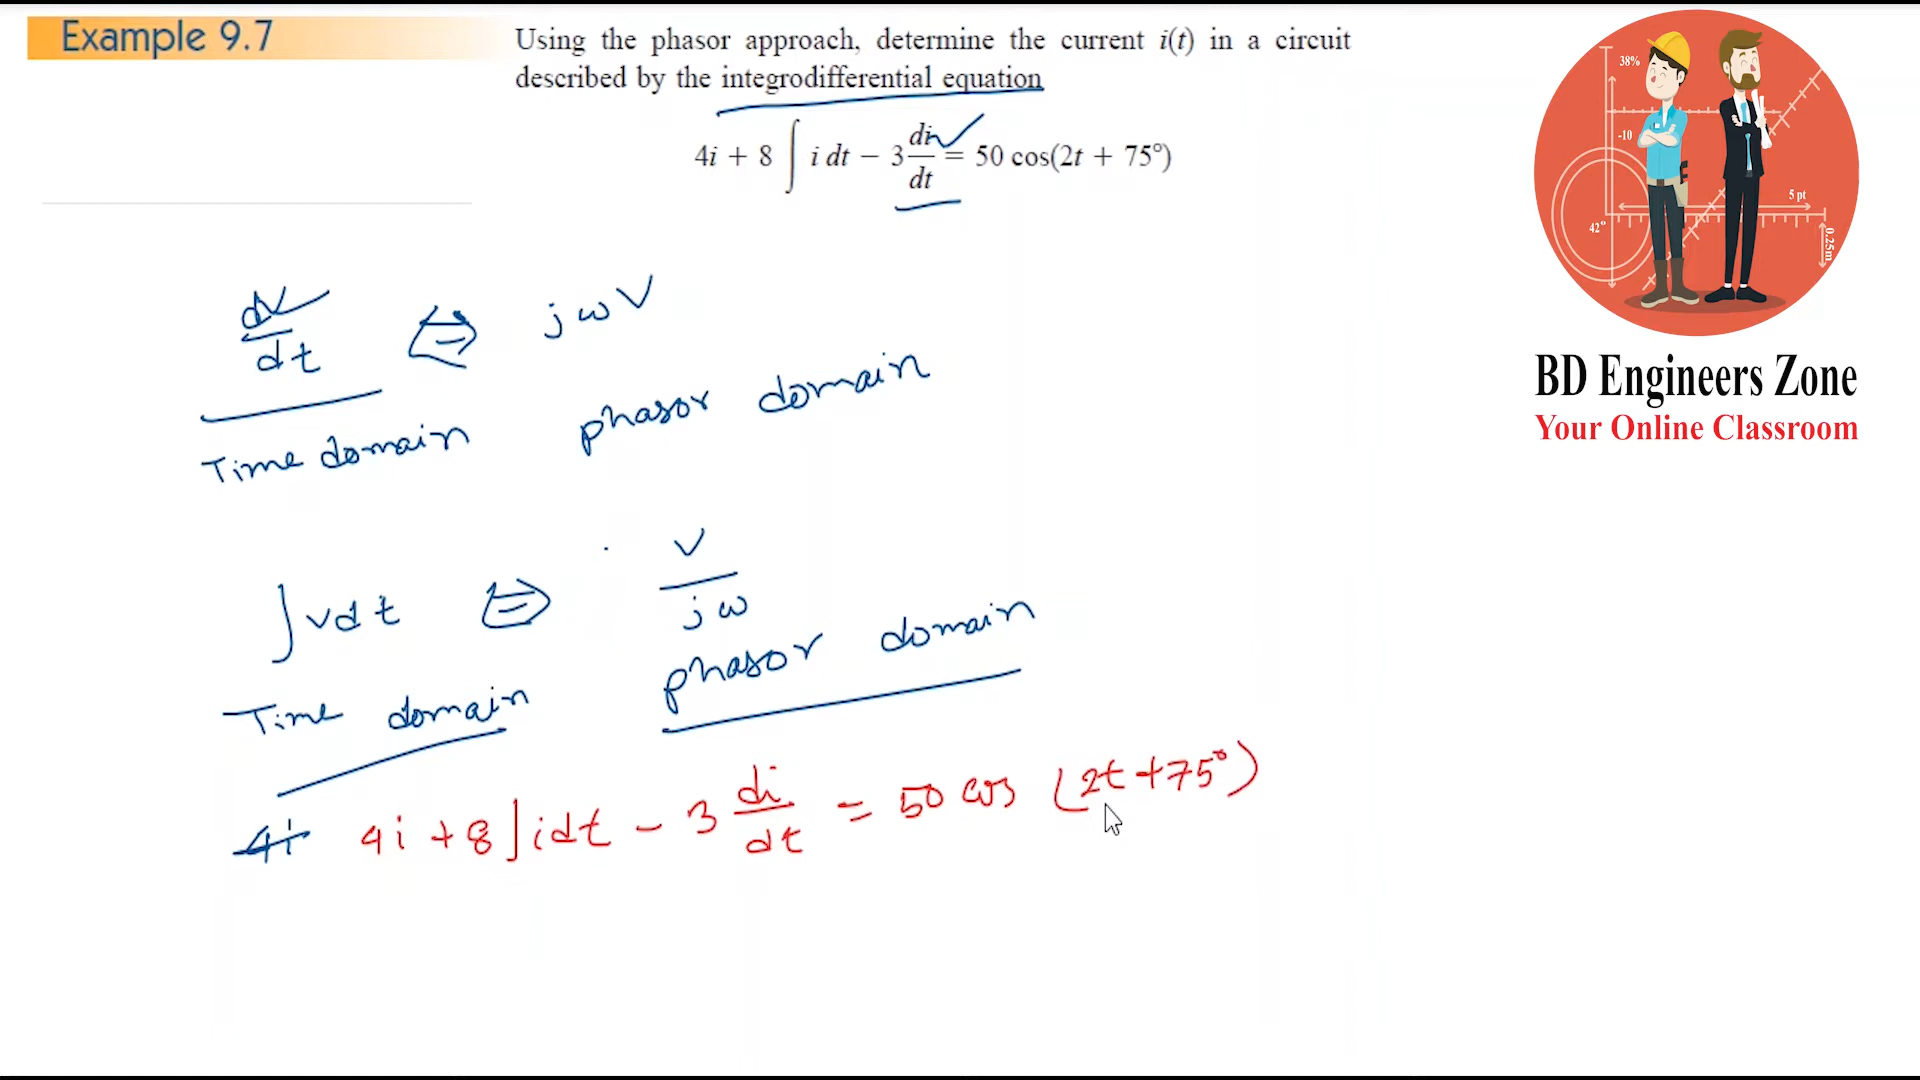 Example 9.7
Using the phasor approach, determine the current i(t) in a circuit
described by the integrodifferential equation
4i + 8 ∫ i dt − 3 di/dt = 50 cos(2t + 75°)
38%
-10
5 pt
42°
0.25m
BD Engineers Zone
Your Online Classroom
dv/dt ⇔ jωV
Time domain phasor domain
∫vdt ⇔ V/jω
Time domain phasor domain
4i 4i + 8∫idt − 3 di/dt = 50 cos (2t + 75°)